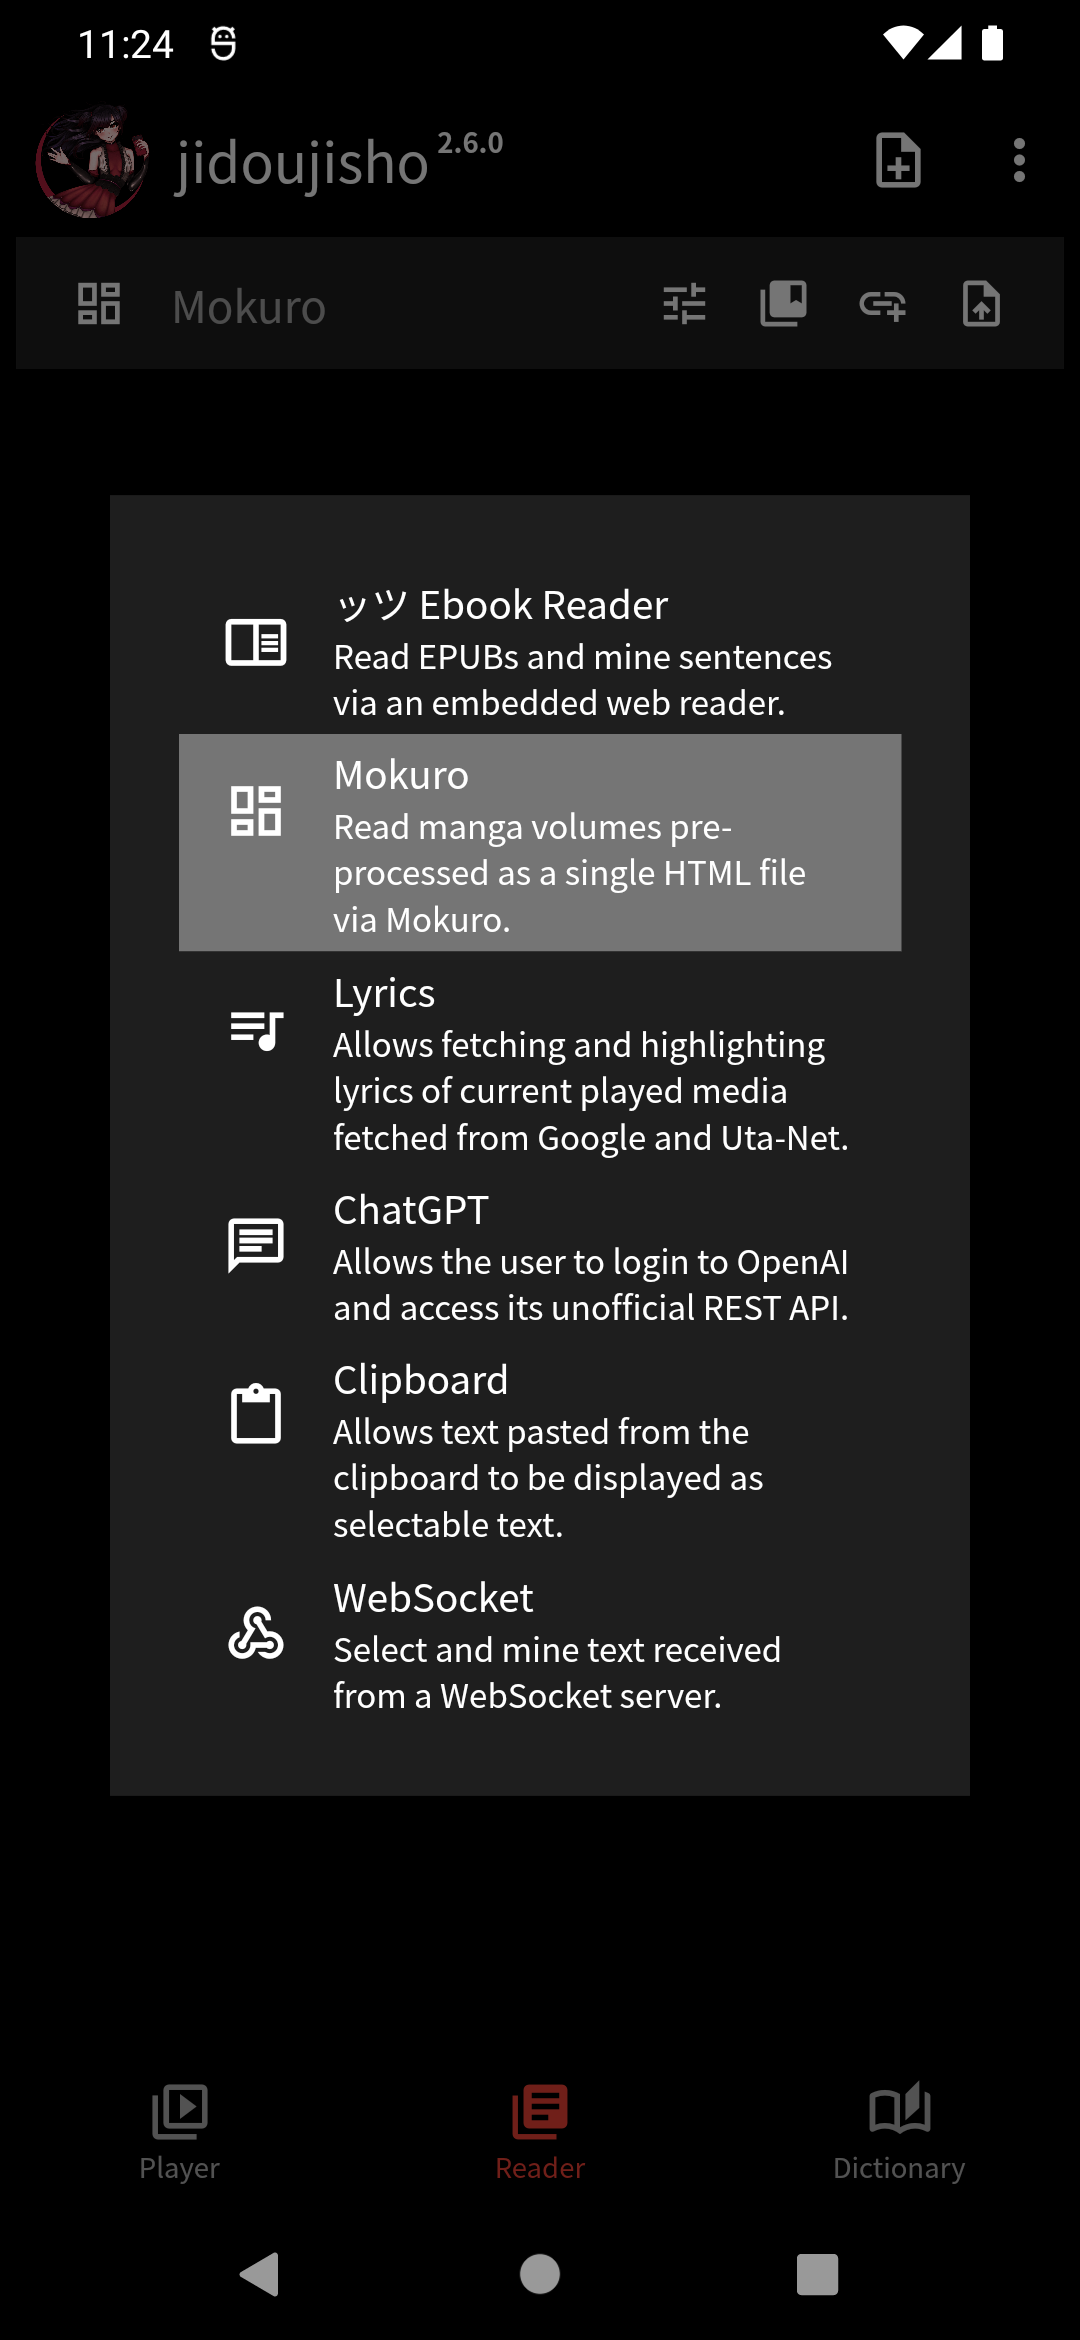 11:24
jidoujisho 2.6.0
Mokuro
ッツ Ebook Reader
Read EPUBs and mine sentences
via an embedded web reader.
Mokuro
Read manga volumes pre-
processed as a single HTML file
via Mokuro.
Lyrics
Allows fetching and highlighting
lyrics of current played media
fetched from Google and Uta-Net.
ChatGPT
Allows the user to login to OpenAI
and access its unofficial REST API.
Clipboard
Allows text pasted from the
clipboard to be displayed as
selectable text.
WebSocket
Select and mine text received
from a WebSocket server.
Player Reader Dictionary